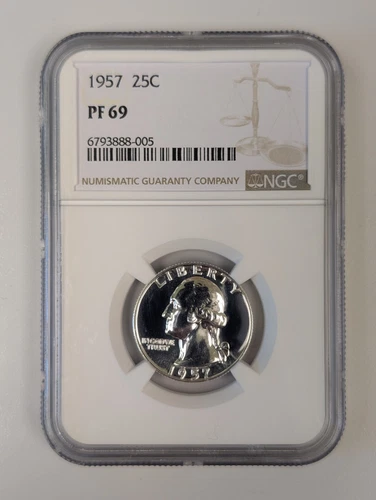 1957 25C
PF 69
6793888-005
NUMISMATIC GUARANTY COMPANY NGC®
LIBERTY
IN GOD WE
TRUST
1957